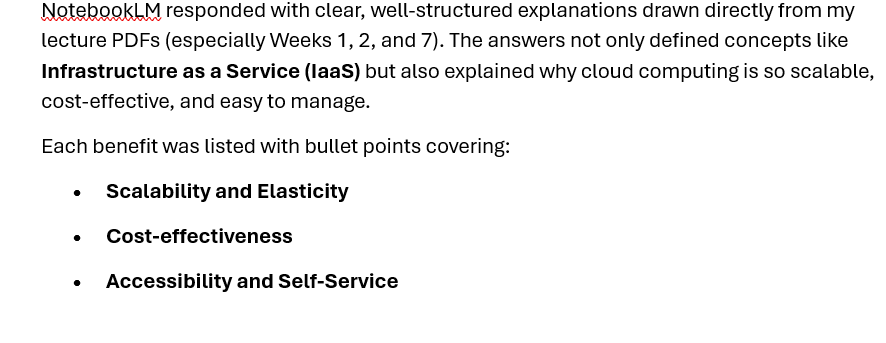 NotebookLM responded with clear, well-structured explanations drawn directly from my
lecture PDFs (especially Weeks 1, 2, and 7). The answers not only defined concepts like
Infrastructure as a Service (IaaS) but also explained why cloud computing is so scalable,
cost-effective, and easy to manage.
Each benefit was listed with bullet points covering:
• Scalability and Elasticity
• Cost-effectiveness
• Accessibility and Self-Service